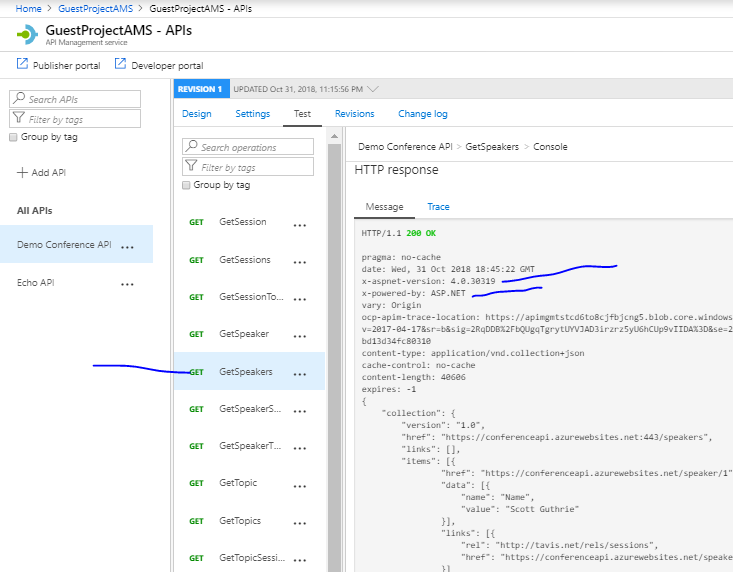 Home > GuestProjectAMS > GuestProjectAMS - APIs
GuestProjectAMS - APIs
API Management service
Publisher portal
Developer portal
Search APIs
Filter by tags
Group by tag
Add API
All APIs
Demo Conference API ...
Echo API ...
REVISION 1 UPDATED Oct 31, 2018, 11:15:56 PM
Design Settings Test Revisions Change log
Search operations
Filter by tags
Group by tag
GET GetSession ...
GET GetSessions ...
GET GetSessionTo... ...
GET GetSpeaker ...
GET GetSpeakers ...
GET GetSpeakerS... ...
GET GetSpeakerT... ...
GET GetTopic ...
GET GetTopics ...
GET GetTopicSessi... ...
Demo Conference API > GetSpeakers > Console
HTTP response
Message Trace
HTTP/1.1 200 OK
pragma: no-cache
date: Wed, 31 Oct 2018 18:45:22 GMT
x-aspnet-version: 4.0.30319
x-powered-by: ASP.NET
vary: Origin
ocp-apim-trace-location: https://apimgmtstcd6to8cjfbjcng5.blob.core.windows
v=2017-04-17&sr=b&sig=2RqDDB%2FbQUgqTgrytUYVJAD3irzrz5yU6hCUp9vIIDA%3D&se=2
bd13d34fc80310
content-type: application/vnd.collection+json
cache-control: no-cache
content-length: 40606
expires: -1
{
"collection": {
"version": "1.0",
"href": "https://conferenceapi.azurewebsites.net:443/speakers",
"links": [],
"items": [{
"href": "https://conferenceapi.azurewebsites.net/speaker/1"
"data": [{
"name": "Name",
"value": "Scott Guthrie"
}],
"links": [{
"rel": "http://tavis.net/rels/sessions",
"href": "https://conferenceapi.azurewebsites.net/speake
}]